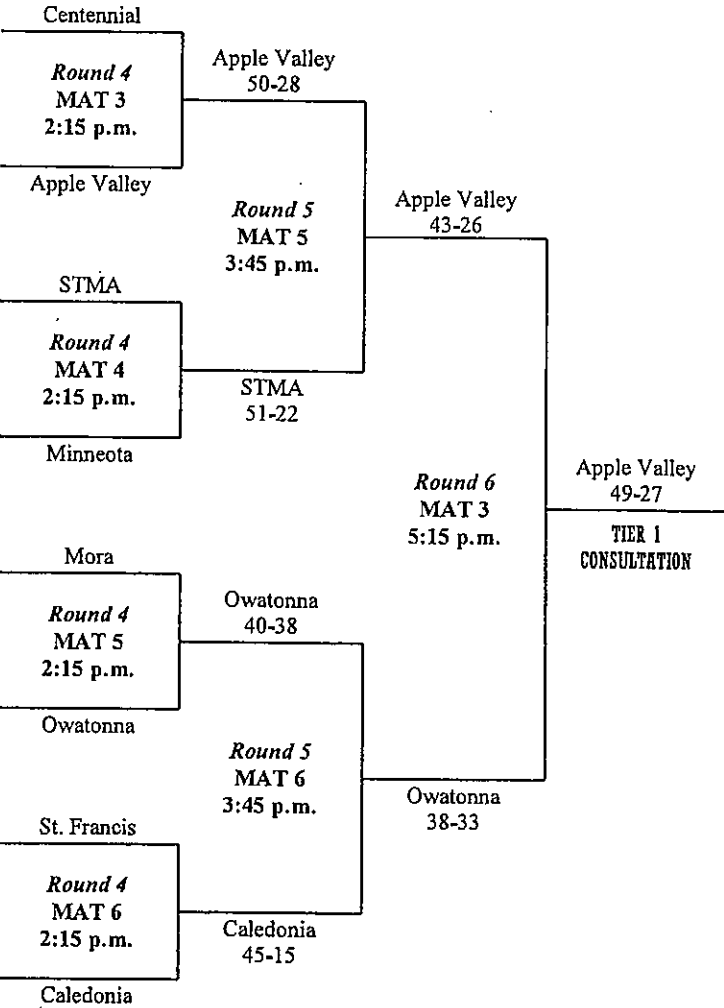 Centennial
Round 4
MAT 3
2:15 p.m.
Apple Valley
Apple Valley
50-28
Round 5
MAT 5
3:45 p.m.
STMA
Round 4
MAT 4
2:15 p.m.
Minneota
STMA
51-22
Apple Valley
43-26
Round 6
MAT 3
5:15 p.m.
Apple Valley
49-27
TIER 1
CONSULTATION
Mora
Round 4
MAT 5
2:15 p.m.
Owatonna
Owatonna
40-38
Round 5
MAT 6
3:45 p.m.
Owatonna
38-33
St. Francis
Round 4
MAT 6
2:15 p.m.
Caledonia
Caledonia
45-15